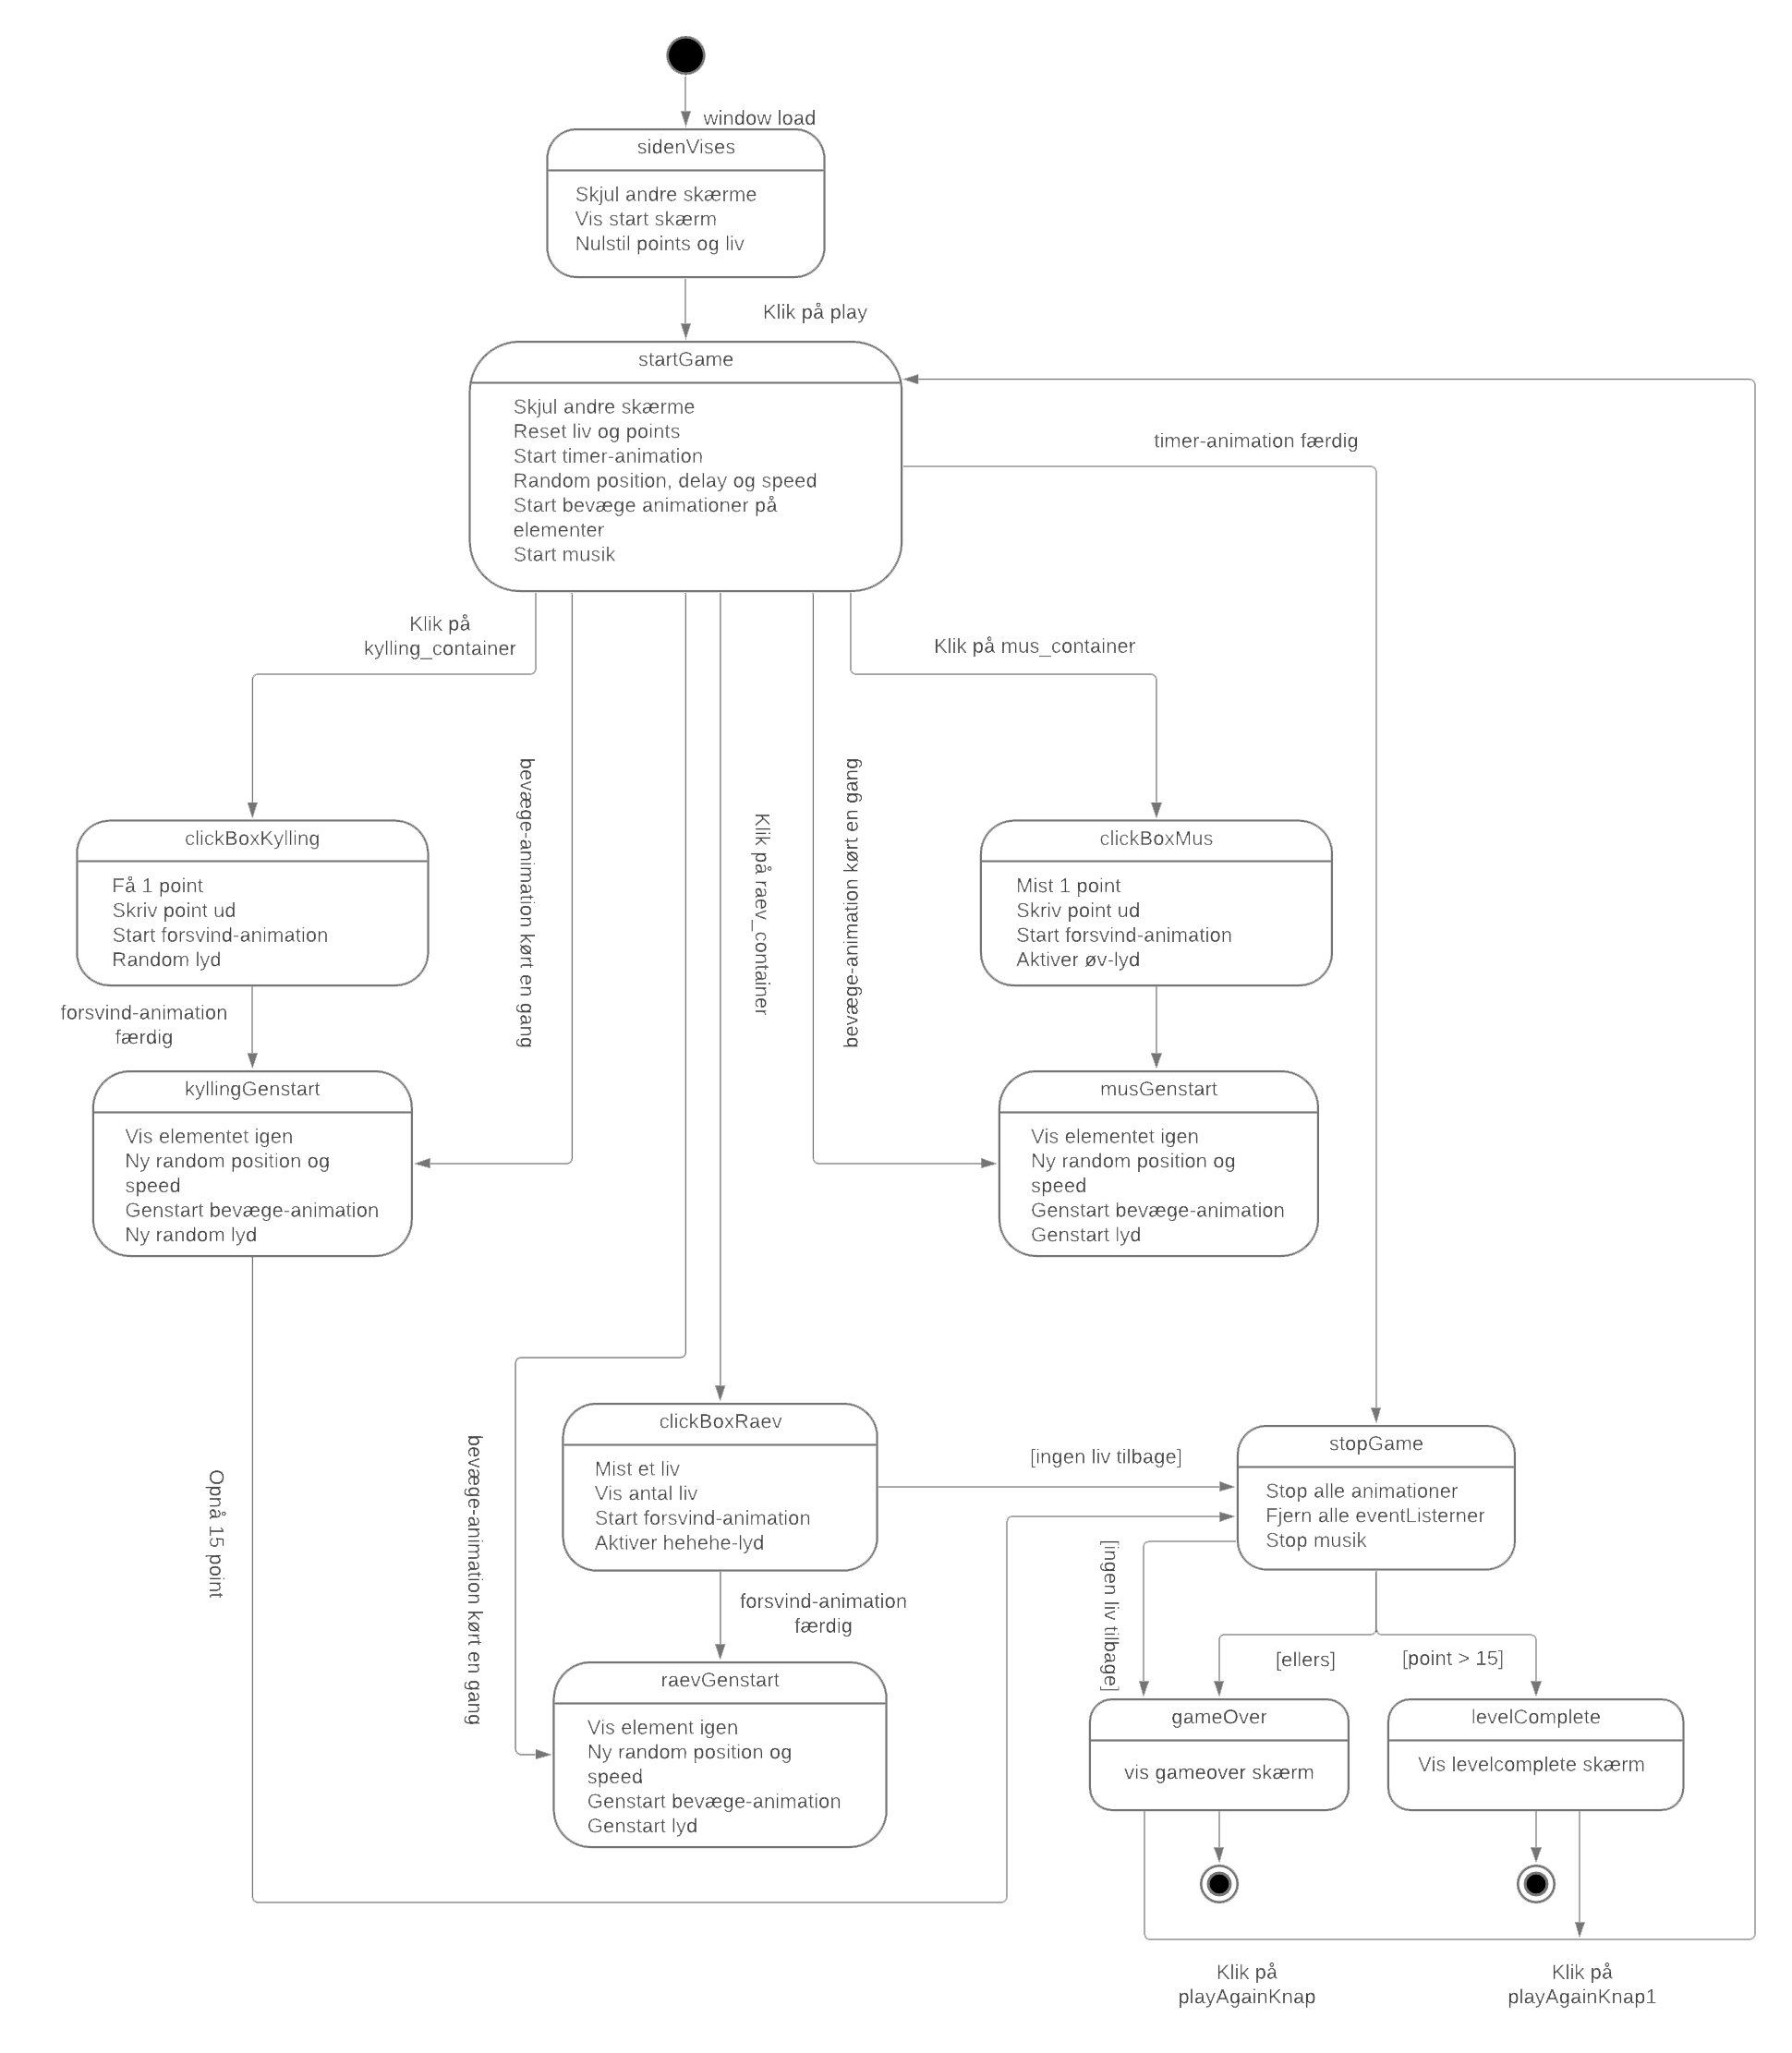 window load
sidenVises
Skjul andre skærme
Vis start skærm
Nulstil points og liv
Klik på play
startGame
Skjul andre skærme
Reset liv og points
Start timer-animation
Random position, delay og speed
Start bevæge animationer på
elementer
Start musik
timer-animation færdig
Klik på
kylling_container
Klik på mus_container
bevæge-animation kørt en gang
Klik på raev_container
bevæge-animation kørt en gang
clickBoxKylling
Få 1 point
Skriv point ud
Start forsvind-animation
Random lyd
clickBoxMus
Mist 1 point
Skriv point ud
Start forsvind-animation
Aktiver øv-lyd
forsvind-animation
færdig
kyllingGenstart
Vis elementet igen
Ny random position og
speed
Genstart bevæge-animation
Ny random lyd
musGenstart
Vis elementet igen
Ny random position og
speed
Genstart bevæge-animation
Genstart lyd
Opnå 15 point
bevæge-animation kørt en gang
clickBoxRaev
Mist et liv
Vis antal liv
Start forsvind-animation
Aktiver hehehe-lyd
[ingen liv tilbage]
stopGame
Stop alle animationer
Fjern alle eventListerner
Stop musik
[ingen liv tilbage]
forsvind-animation
færdig
[ellers]
[point > 15]
raevGenstart
Vis element igen
Ny random position og
speed
Genstart bevæge-animation
Genstart lyd
gameOver
vis gameover skærm
levelComplete
Vis levelcomplete skærm
Klik på
playAgainKnap
Klik på
playAgainKnap1